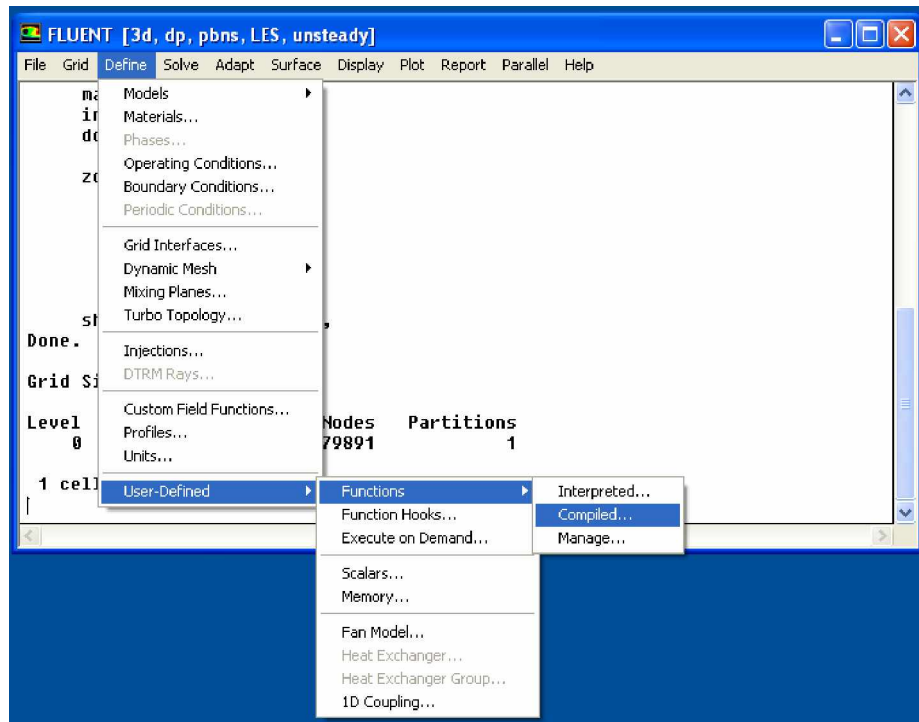 FLUENT [3d, dp, pbns, LES, unsteady]
File Grid Define Solve Adapt Surface Display Plot Report Parallel Help
Models
Materials...
Phases...
Operating Conditions...
Boundary Conditions...
Periodic Conditions...
Grid Interfaces...
Dynamic Mesh
Mixing Planes...
Turbo Topology...
Done.
Injections...
DTRM Rays...
Grid Si
Custom Field Functions...
Level Nodes Partitions
Profiles...
0 79891 1
Units...
1 cell
User-Defined
Functions
Function Hooks...
Execute on Demand...
Scalars...
Memory...
Fan Model...
Heat Exchanger...
Heat Exchanger Group...
1D Coupling...
Interpreted...
Compiled...
Manage...